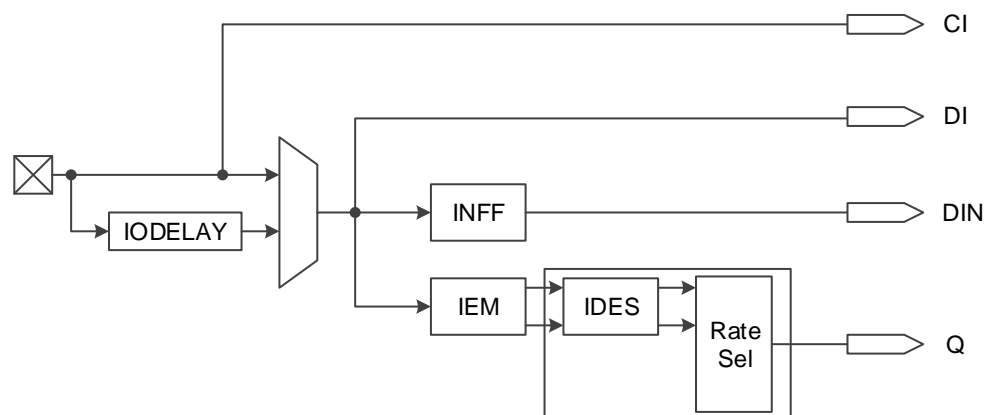 CI
DI
INFF
DIN
IODELAY
IEM
IDES
Rate
Sel
Q